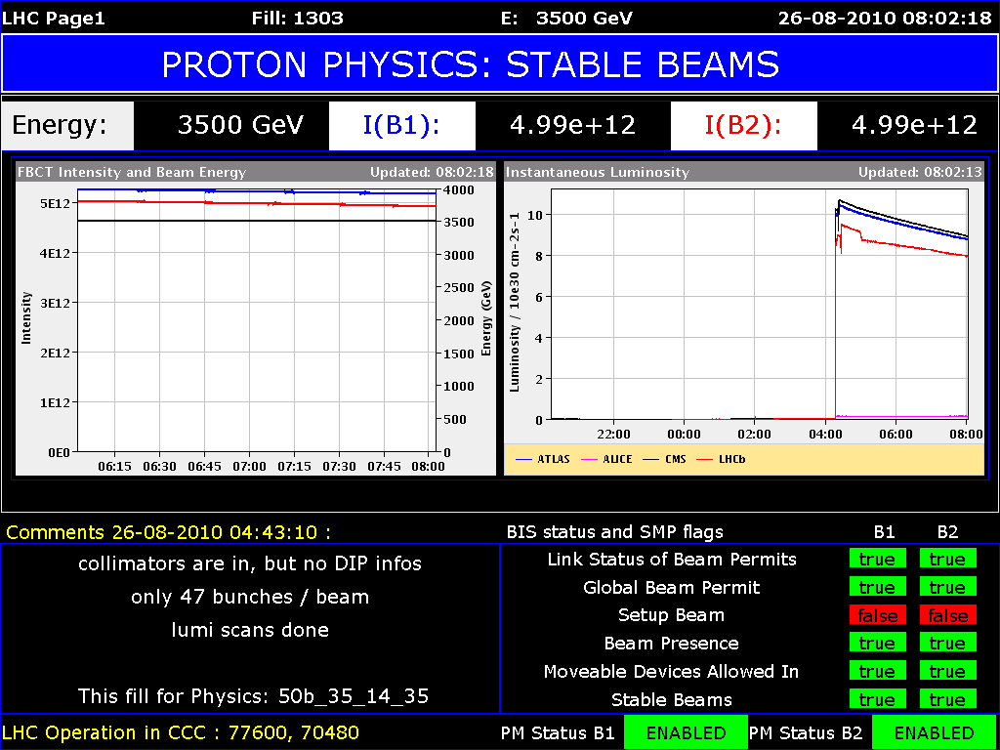 LHC Page1 Fill: 1303 E: 3500 GeV 26-08-2010 08:02:18
PROTON PHYSICS: STABLE BEAMS
Energy: 3500 GeV I(B1): 4.99e+12 I(B2): 4.99e+12
FBCT Intensity and Beam Energy Updated: 08:02:18
Intensity
5E12
4E12
3E12
2E12
1E12
0E0
4000
3500
3000
2500
2000
1500
1000
500
0
Energy (GeV)
06:15 06:30 06:45 07:00 07:15 07:30 07:45 08:00
Instantaneous Luminosity Updated: 08:02:13
Luminosity / 10e30 cm-2s-1
10
8
6
4
2
0
22:00 00:00 02:00 04:00 06:00 08:00
ATLAS ALICE CMS LHCb
Comments 26-08-2010 04:43:10 :
collimators are in, but no DIP infos
only 47 bunches / beam
lumi scans done
This fill for Physics: 50b_35_14_35
BIS status and SMP flags B1 B2
Link Status of Beam Permits true true
Global Beam Permit true true
Setup Beam false false
Beam Presence true true
Moveable Devices Allowed In true true
Stable Beams true true
LHC Operation in CCC : 77600, 70480 PM Status B1 ENABLED PM Status B2 ENABLED